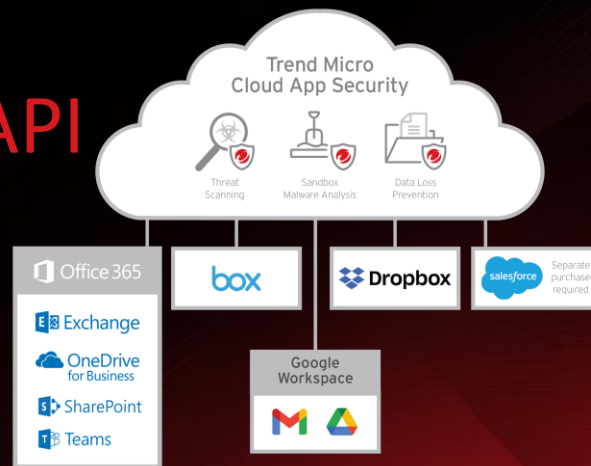 API
Trend Micro
Cloud App Security
Threat
Scanning
Sandbox
Malware Analysis
Data Loss
Prevention
Office 365
Exchange
OneDrive
for Business
SharePoint
Teams
box
Dropbox
salesforce
Separate
purchase
required
Google
Workspace